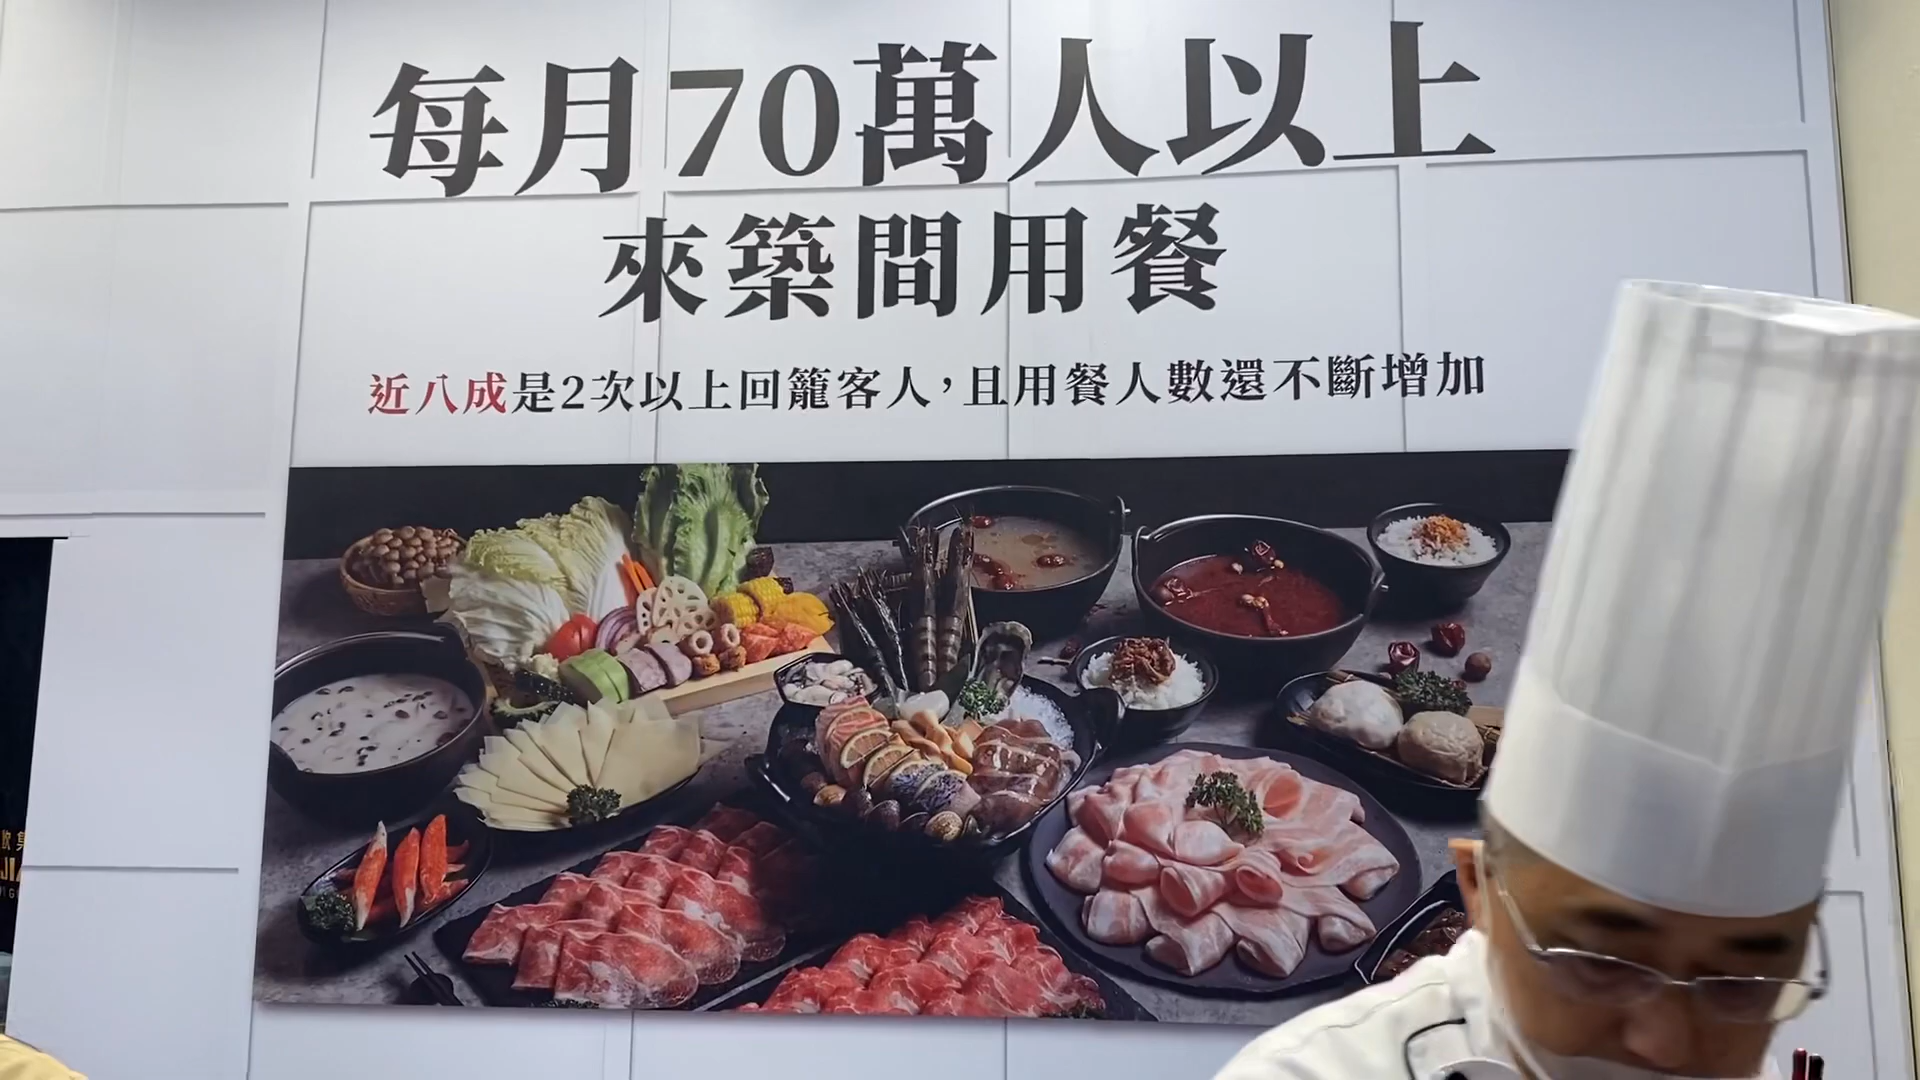 每月70萬人以上
來築間用餐
近八成是2次以上回籠客人，且用餐人數還不斷增加